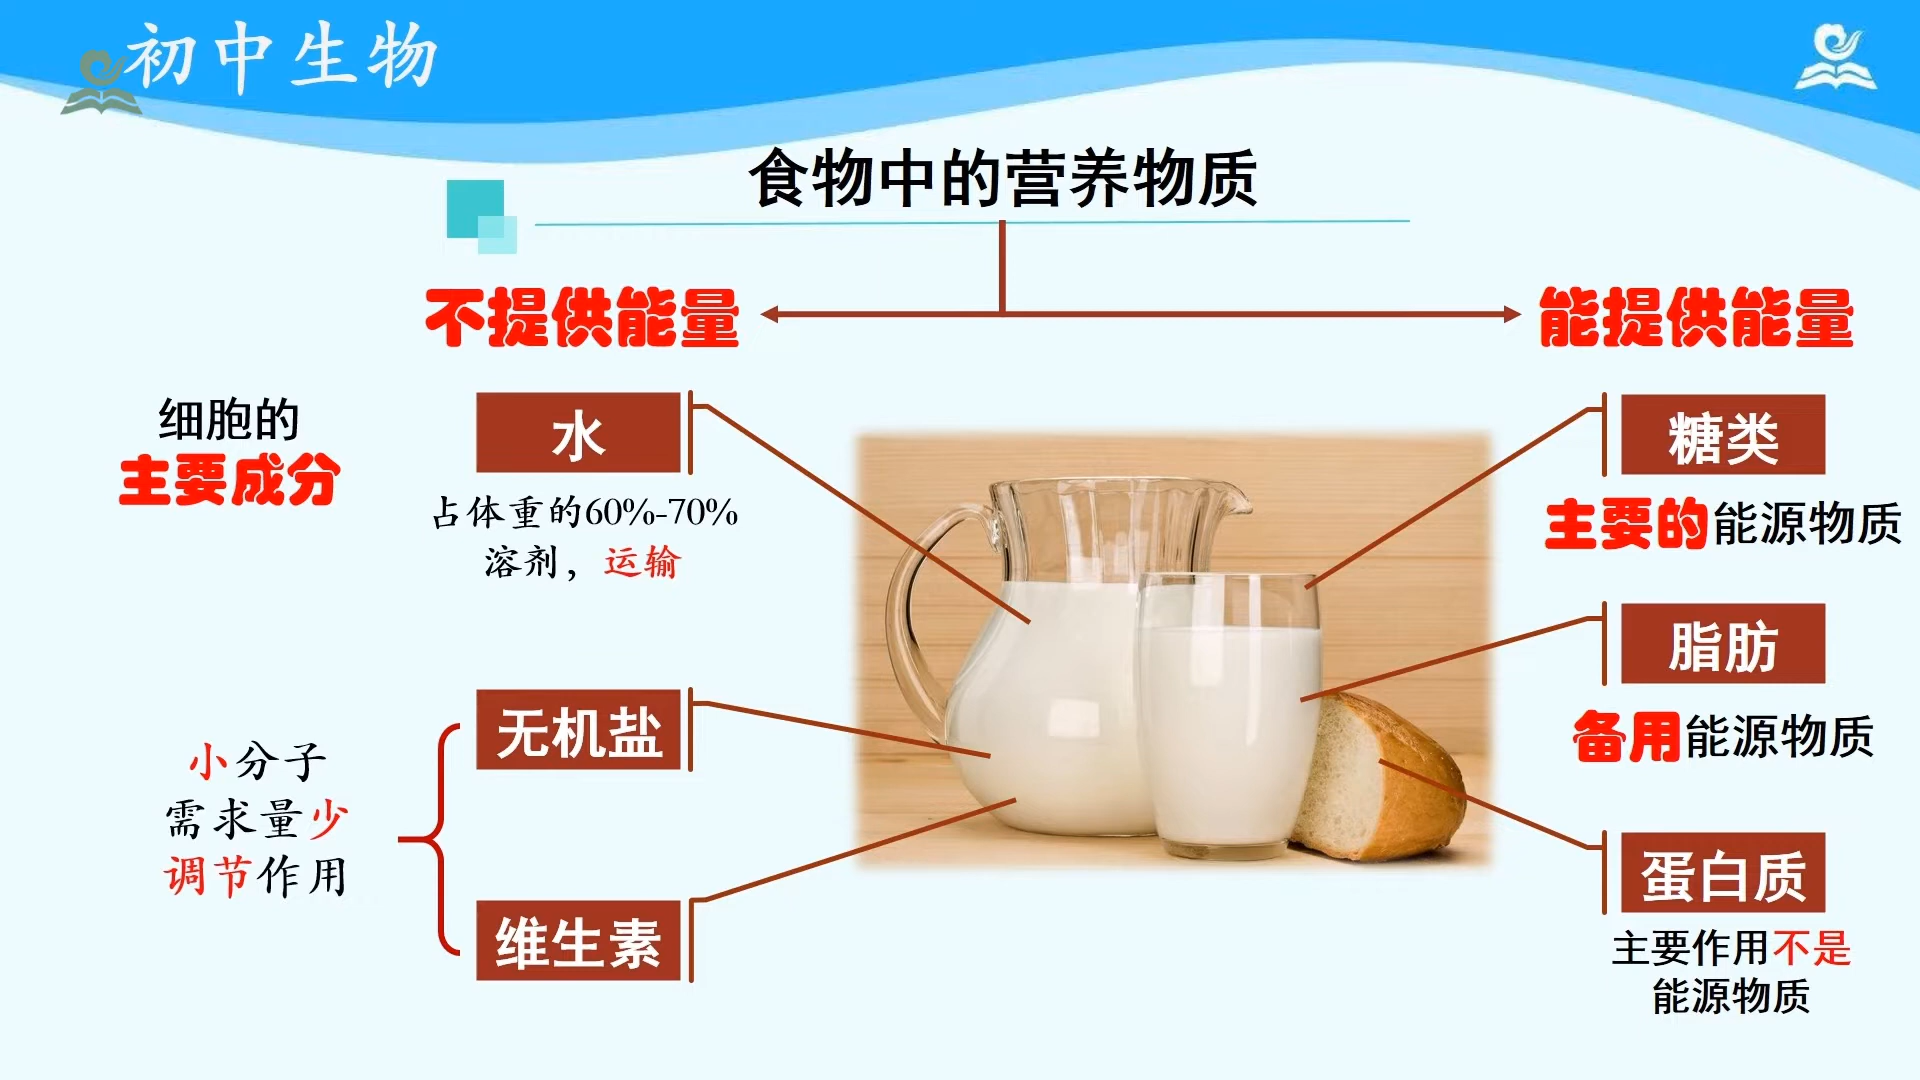 初中生物
食物中的营养物质
不提供能量
能提供能量
细胞的
主要成分
水
占体重的60%-70%
溶剂，运输
小分子
需求量少
调节作用
无机盐
维生素
糖类
主要的能源物质
脂肪
备用能源物质
蛋白质
主要作用不是
能源物质